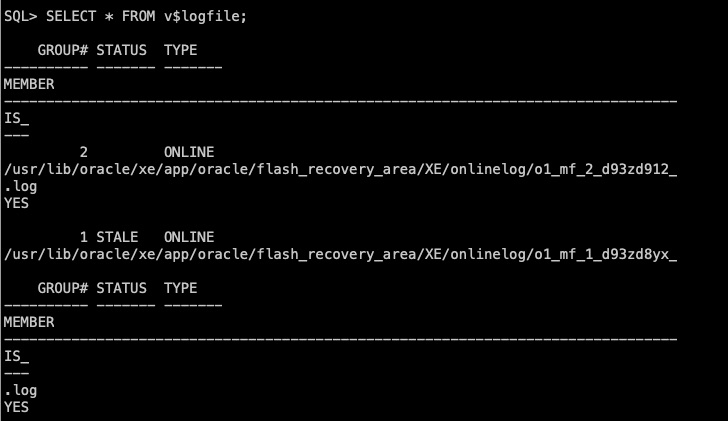 SQL> SELECT * FROM v$logfile;
    GROUP# STATUS  TYPE
---------- ------- -------
MEMBER
--------------------------------------------------------------------------------
IS_
---
         2         ONLINE
/usr/lib/oracle/xe/app/oracle/flash_recovery_area/XE/onlinelog/o1_mf_2_d93zd912_
.log
YES
         1 STALE   ONLINE
/usr/lib/oracle/xe/app/oracle/flash_recovery_area/XE/onlinelog/o1_mf_1_d93zd8yx_
    GROUP# STATUS  TYPE
---------- ------- -------
MEMBER
--------------------------------------------------------------------------------
IS_
---
.log
YES